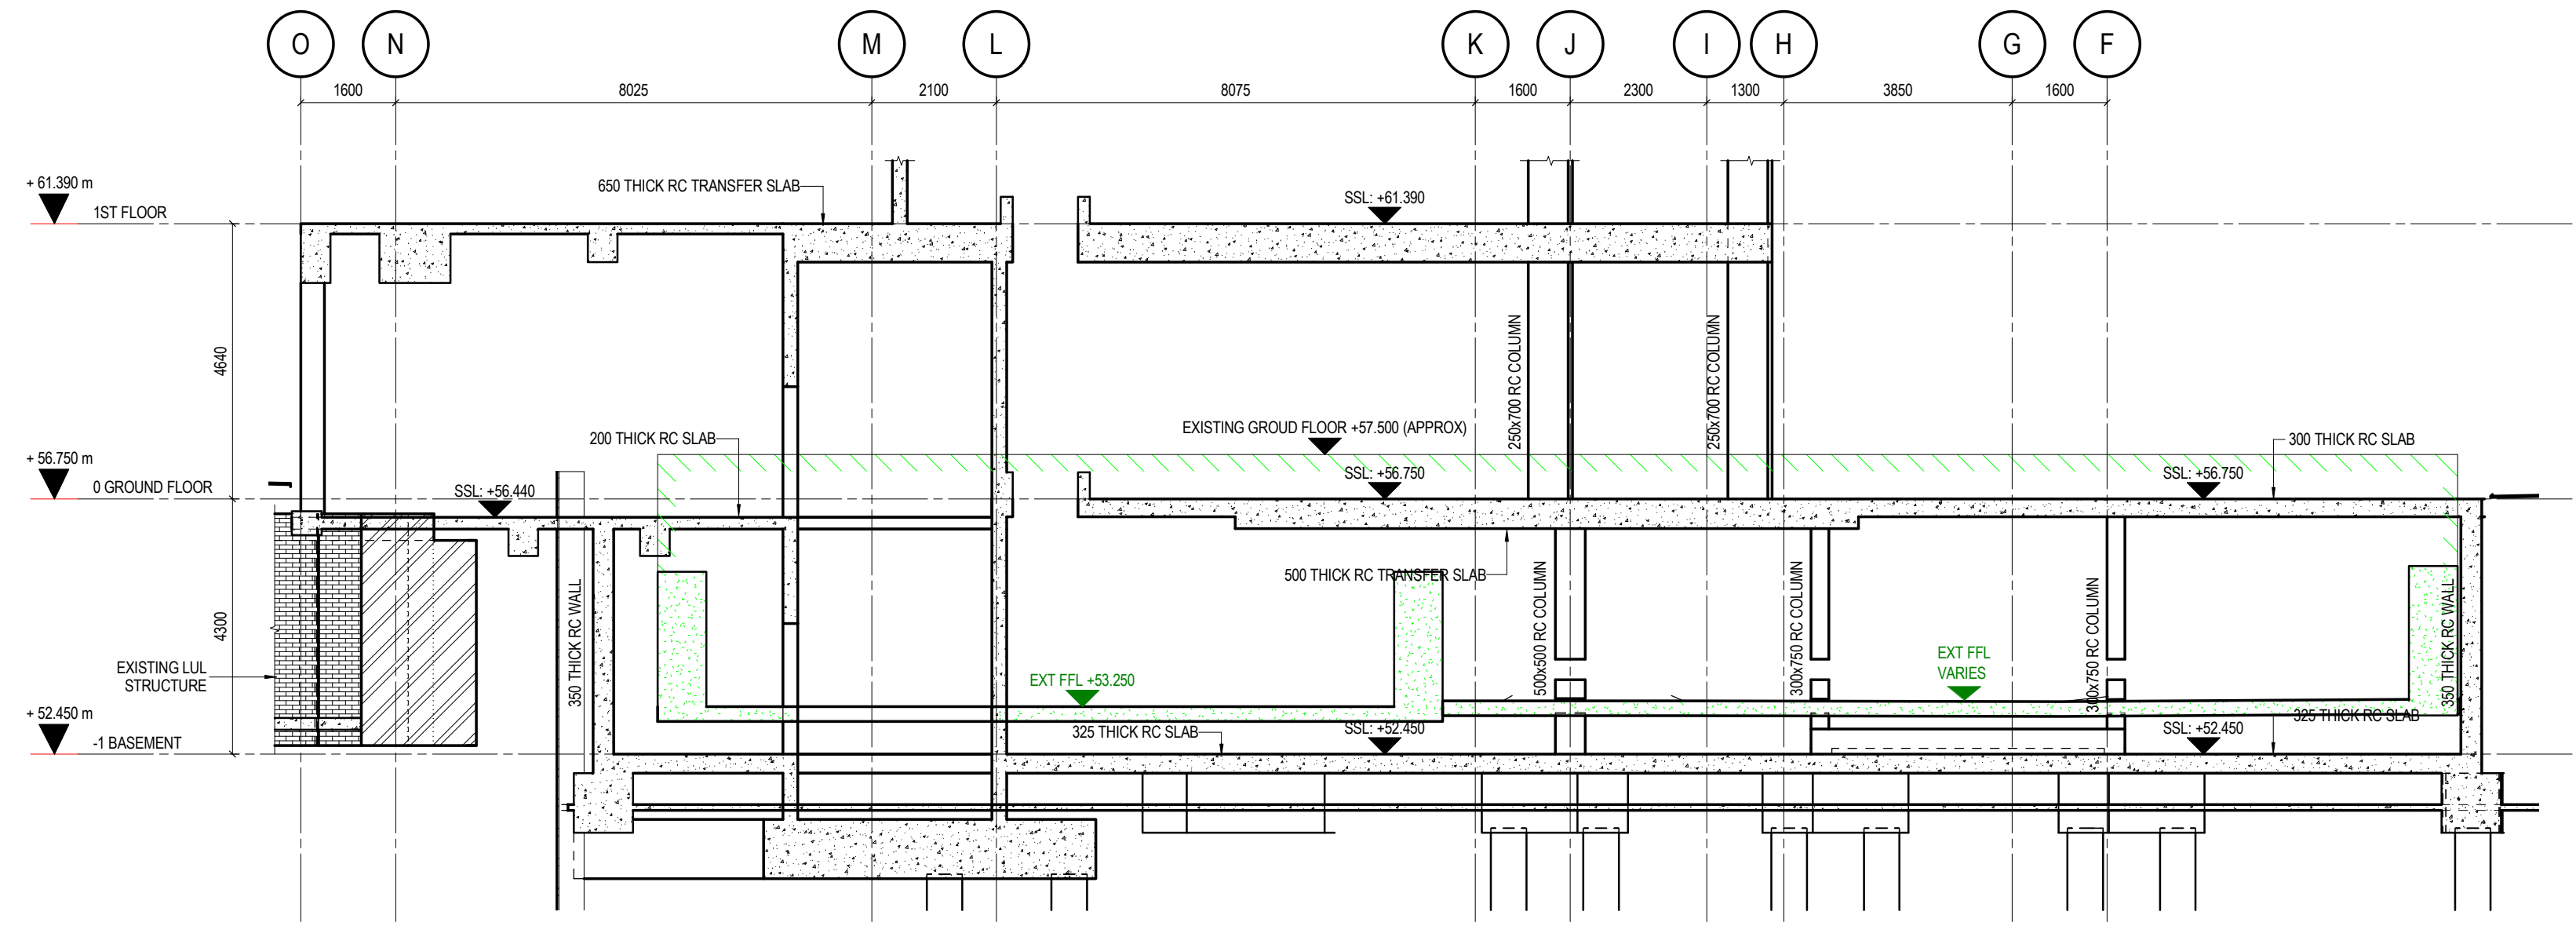 O N M L K J I H G F
1600 8025 2100 8075 1600 2300 1300 3850 1600
+ 61.390 m
1ST FLOOR
650 THICK RC TRANSFER SLAB
SSL: +61.390
4640
250x700 RC COLUMN
250x700 RC COLUMN
200 THICK RC SLAB
EXISTING GROUD FLOOR +57.500 (APPROX)
300 THICK RC SLAB
+ 56.750 m
0 GROUND FLOOR
SSL: +56.440
SSL: +56.750
SSL: +56.750
4300
350 THICK RC WALL
500 THICK RC TRANSFER SLAB
500x500 RC COLUMN
300x750 RC COLUMN
300x750 RC COLUMN
350 THICK RC WALL
EXISTING LUL
STRUCTURE
EXT FFL +53.250
EXT FFL
VARIES
+ 52.450 m
-1 BASEMENT
325 THICK RC SLAB
SSL: +52.450
SSL: +52.450
325 THICK RC SLAB